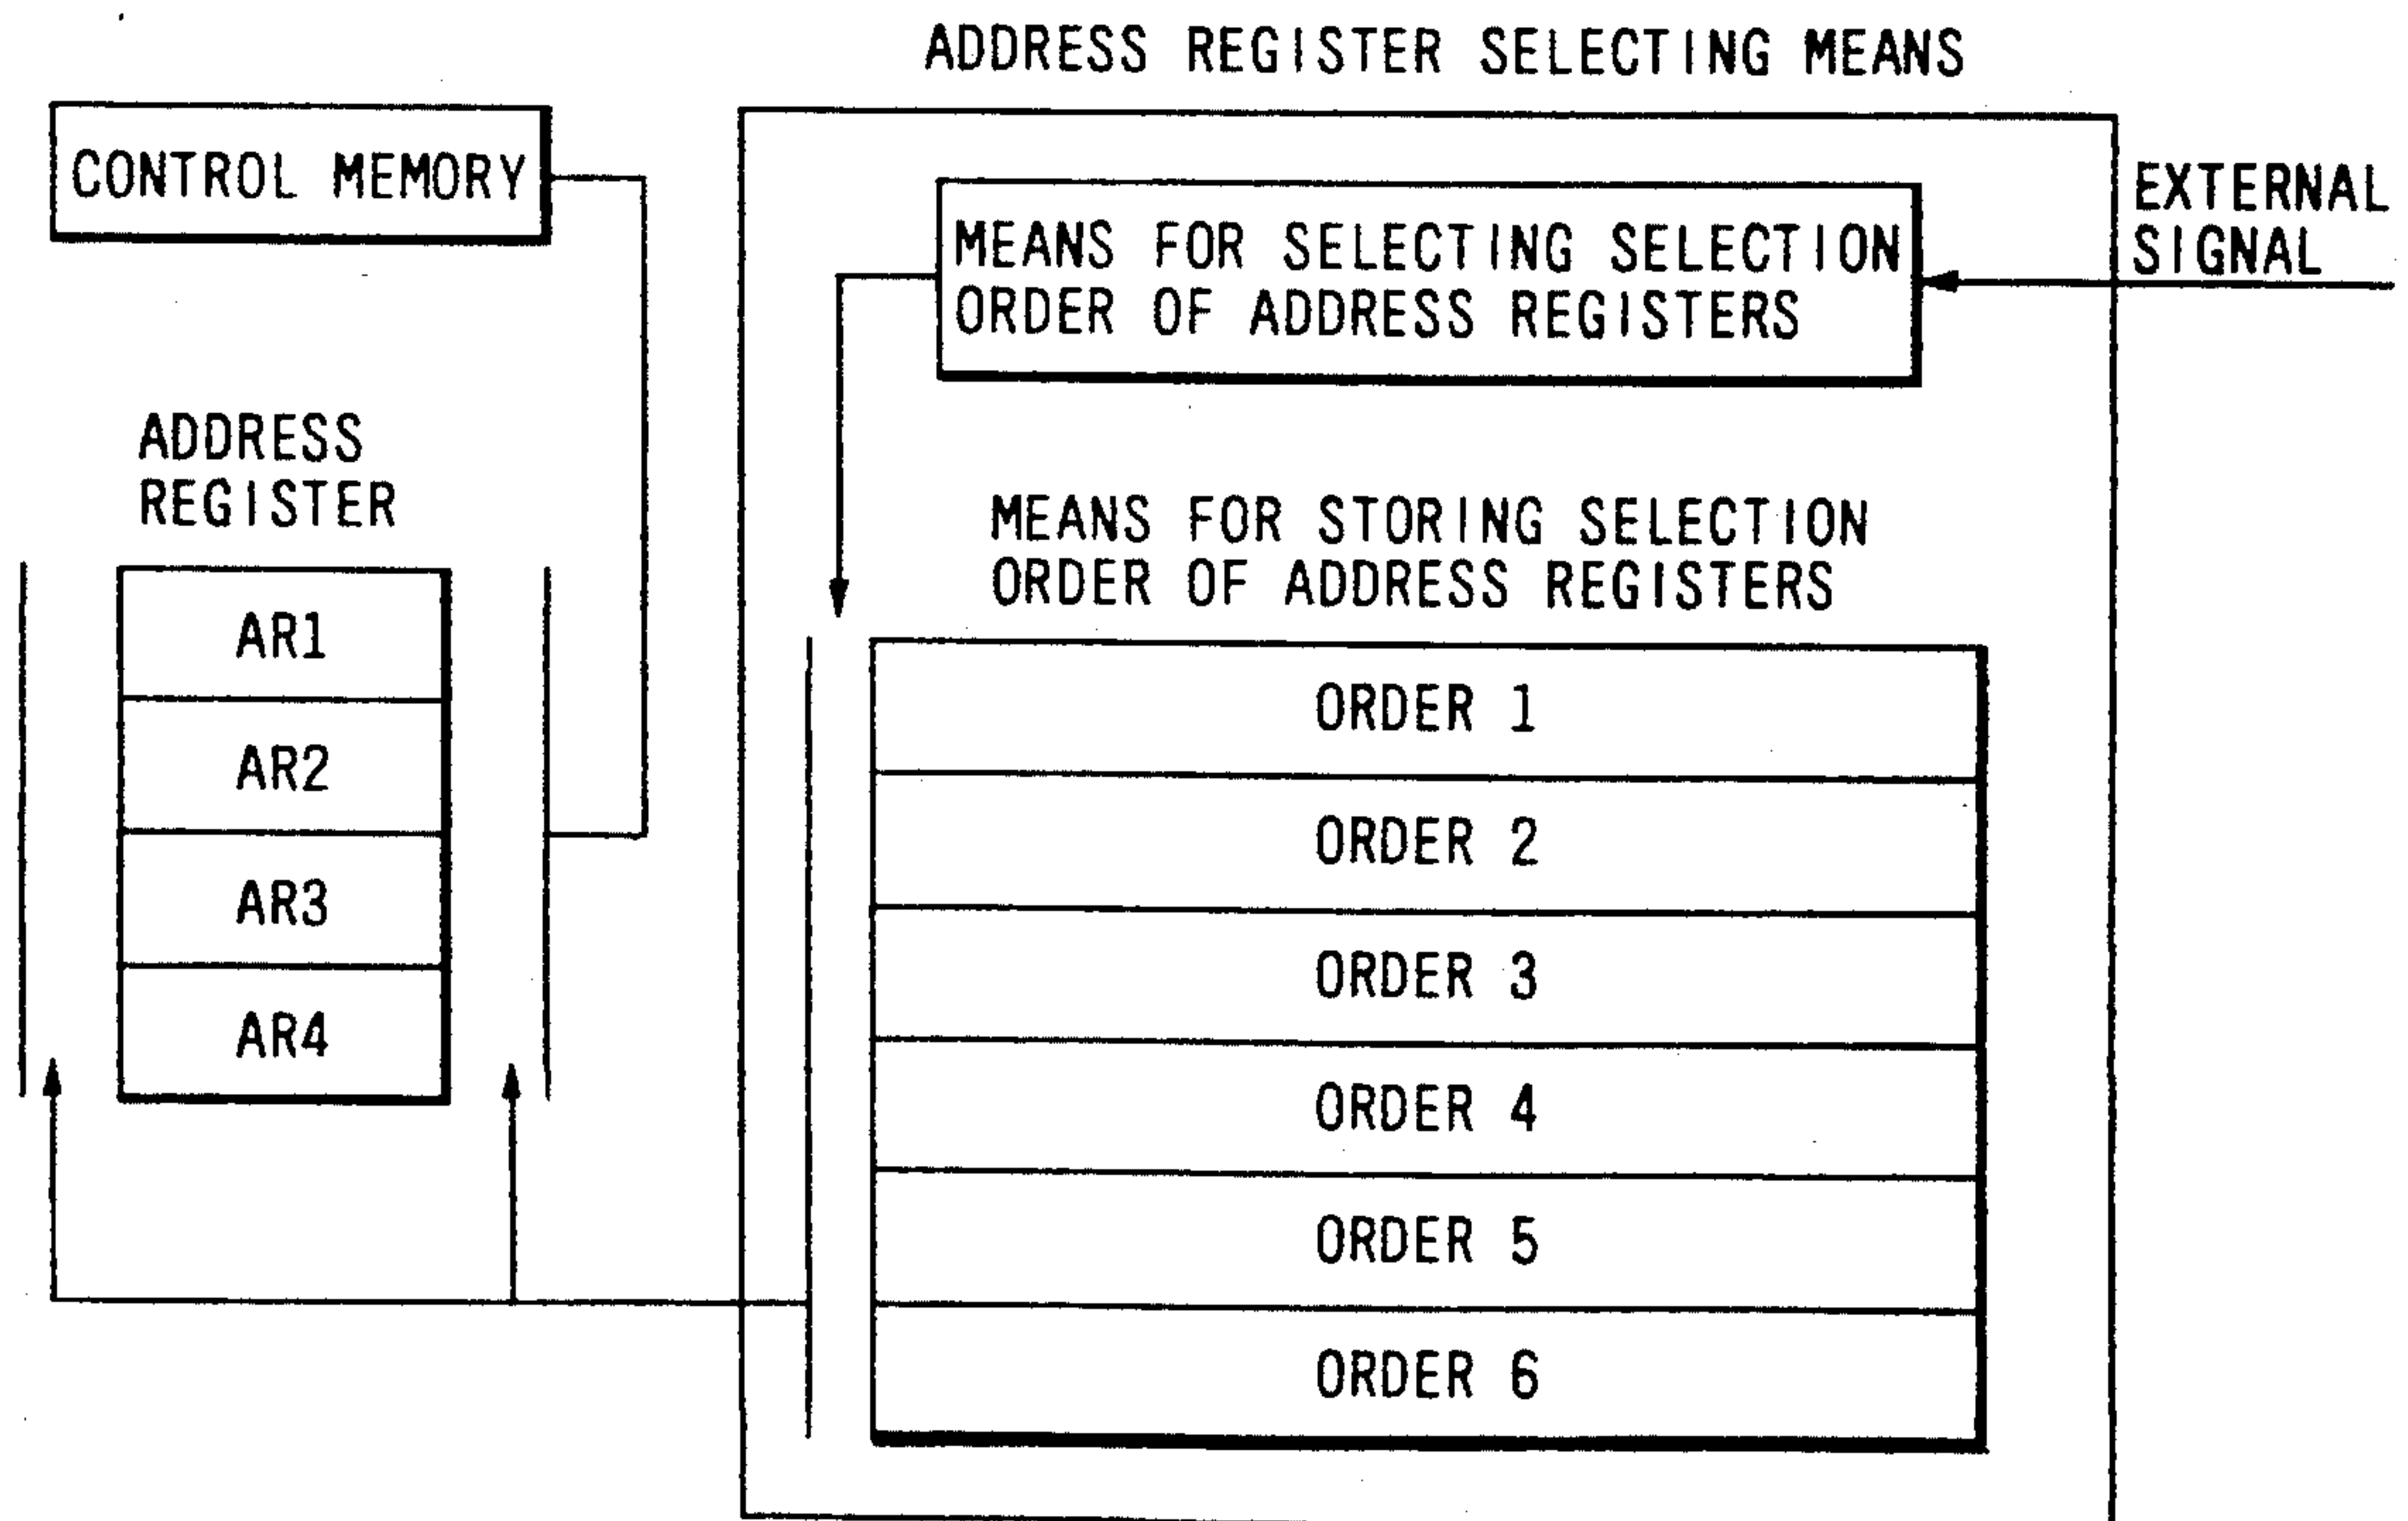 ADDRESS REGISTER SELECTING MEANS
CONTROL MEMORY
MEANS FOR SELECTING SELECTION
ORDER OF ADDRESS REGISTERS
EXTERNAL
SIGNAL
ADDRESS
REGISTER
AR1
AR2
AR3
AR4
MEANS FOR STORING SELECTION
ORDER OF ADDRESS REGISTERS
ORDER 1
ORDER 2
ORDER 3
ORDER 4
ORDER 5
ORDER 6